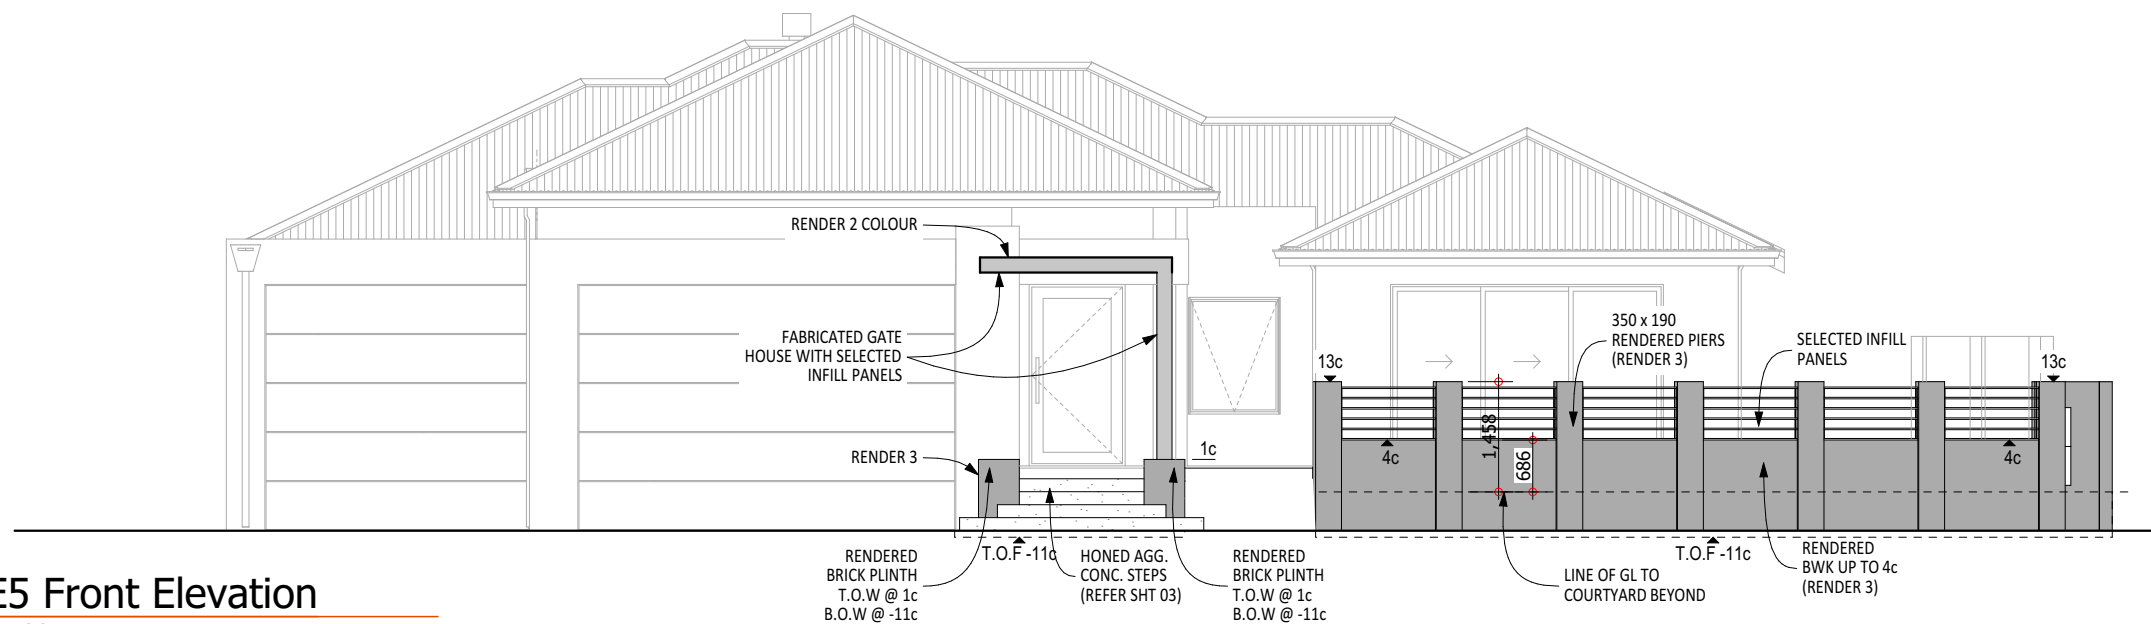 RENDER 2 COLOUR
FABRICATED GATE
HOUSE WITH SELECTED
INFILL PANELS
350 x 190
RENDERED PIERS
(RENDER 3)
SELECTED INFILL
PANELS
13c
13c
1,458
686
4c
4c
1c
RENDER 3
T.O.F -11c
T.O.F -11c
RENDERED
BRICK PLINTH
T.O.W @ 1c
B.O.W @ -11c
HONED AGG.
CONC. STEPS
(REFER SHT 03)
RENDERED
BRICK PLINTH
T.O.W @ 1c
B.O.W @ -11c
LINE OF GL TO
COURTYARD BEYOND
RENDERED
BWK UP TO 4c
(RENDER 3)
E5 Front Elevation